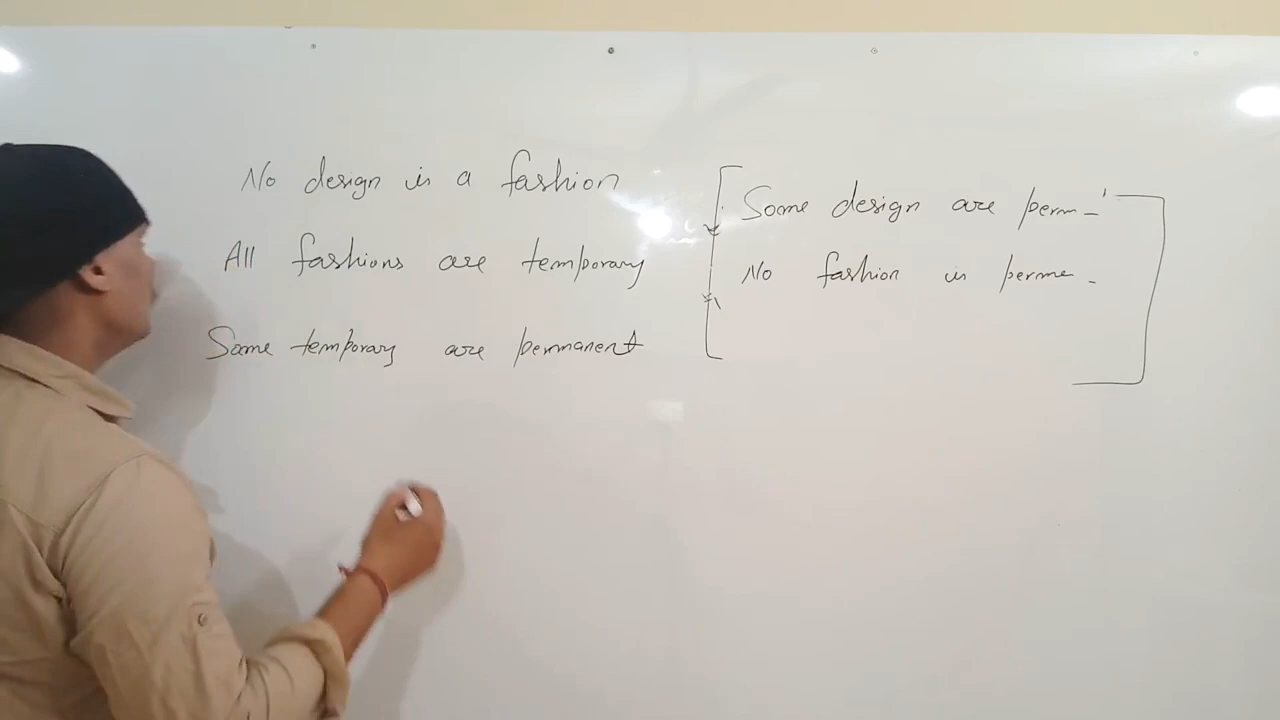 No design is a fashion
All fashions are temporary
Some temporary are permanent
Some design are perm -
No fashion is perme -